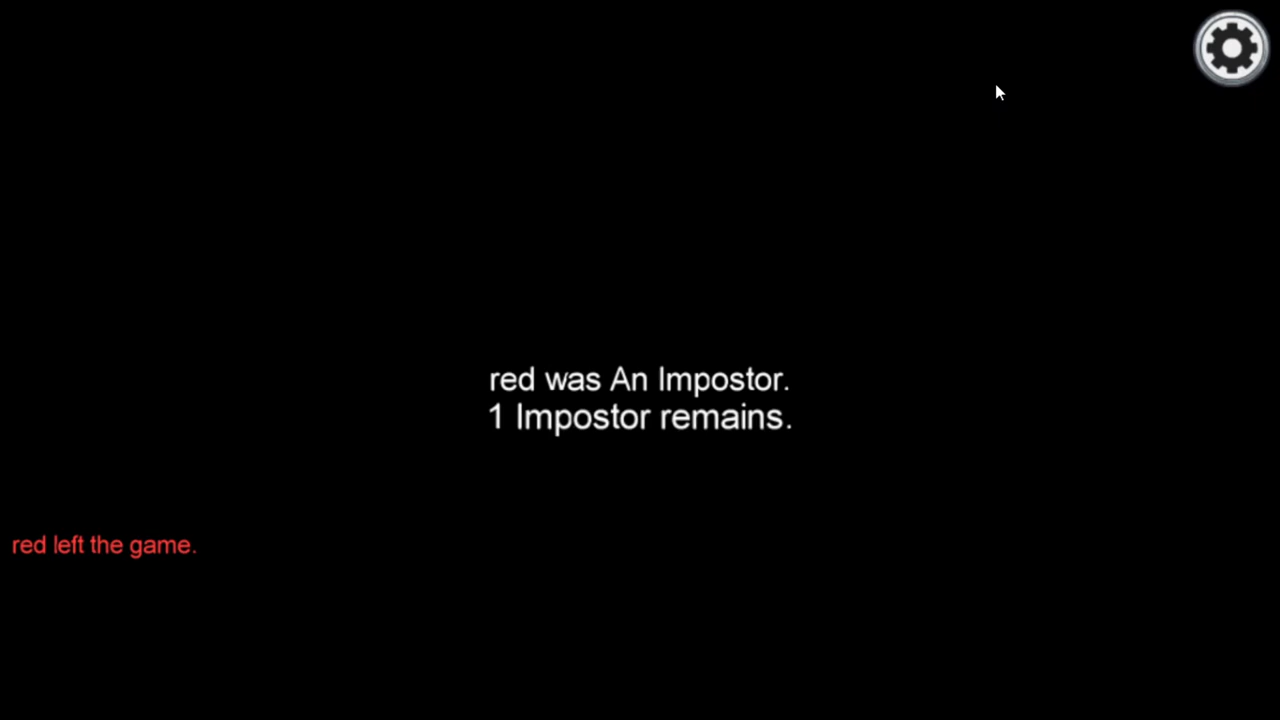 red was An Impostor.
1 Impostor remains.
red left the game.